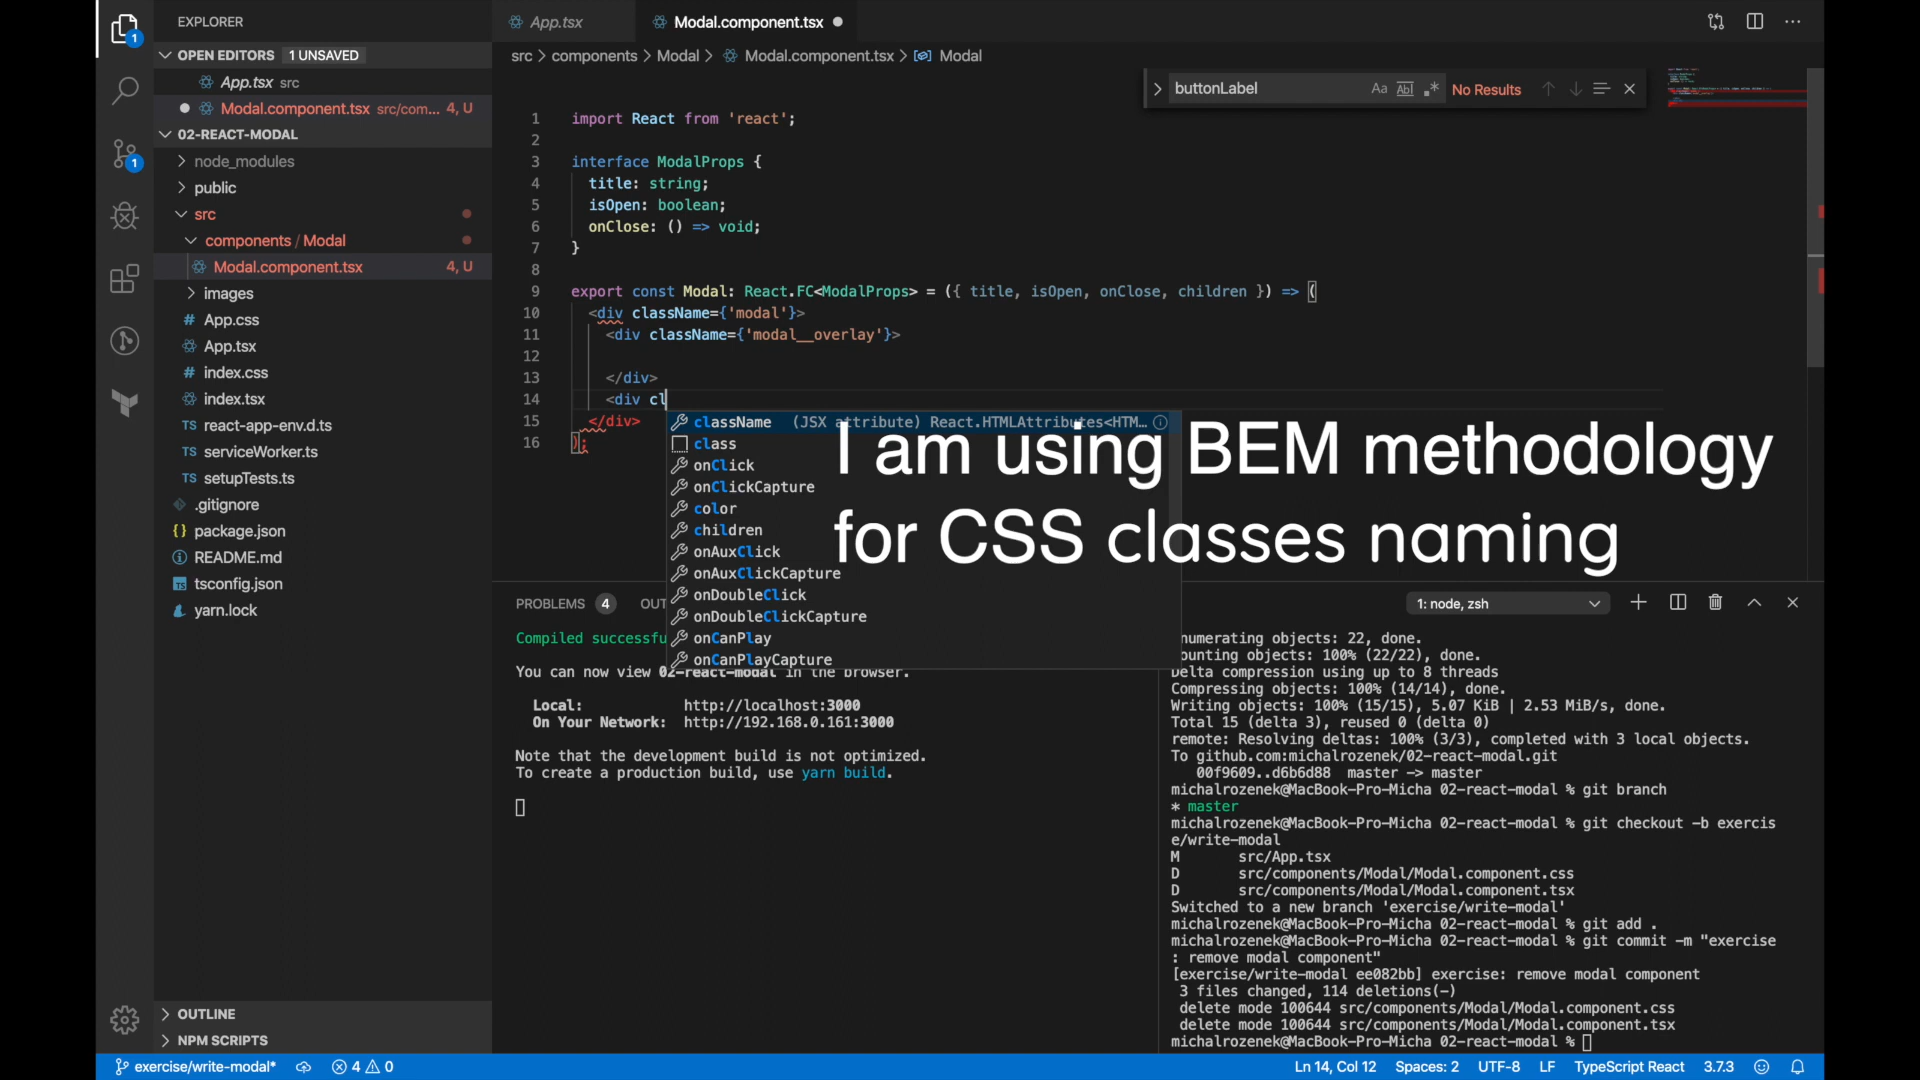 EXPLORER
OPEN EDITORS 1 UNSAVED
App.tsx src
Modal.component.tsx src/com... 4, U
02-REACT-MODAL
node_modules
public
src
components / Modal
Modal.component.tsx 4, U
images
App.css
App.tsx
index.css
index.tsx
react-app-env.d.ts
serviceWorker.ts
setupTests.ts
.gitignore
package.json
README.md
tsconfig.json
yarn.lock
OUTLINE
NPM SCRIPTS
App.tsx
Modal.component.tsx
src > components > Modal > Modal.component.tsx > Modal
buttonLabel
No Results
1 import React from 'react';
2
3 interface ModalProps {
4 title: string;
5 isOpen: boolean;
6 onClose: () => void;
7 }
8
9 export const Modal: React.FC<ModalProps> = ({ title, isOpen, onClose, children }) => (
10 <div className={'modal'}>
11 <div className={'modal__overlay'}>
12
13 </div>
14 <div cl
15 </div>
16 );
className (JSX attribute) React.HTMLAttributes<HTM...
class
onClick
onClickCapture
color
children
onAuxClick
onAuxClickCapture
onDoubleClick
onDoubleClickCapture
onCanPlay
onCanPlayCapture
I am using BEM methodology
for CSS classes naming
PROBLEMS 4
1: node, zsh
Compiled
You can now view 02-react-modal in the browser.
Local: http://localhost:3000
On Your Network: http://192.168.0.161:3000
Note that the development build is not optimized.
To create a production build, use yarn build.
objects: 22, done.
objects: 100% (22/22), done.
Delta compression using up to 8 threads
Compressing objects: 100% (14/14), done.
Writing objects: 100% (15/15), 5.07 KiB | 2.53 MiB/s, done.
Total 15 (delta 3), reused 0 (delta 0)
remote: Resolving deltas: 100% (3/3), completed with 3 local objects.
To github.com:michalrozenek/02-react-modal.git
00f9609..d6b6d88 master -> master
michalrozenek@MacBook-Pro-Micha 02-react-modal % git branch
* master
michalrozenek@MacBook-Pro-Micha 02-react-modal % git checkout -b exercis
e/write-modal
M src/App.tsx
D src/components/Modal/Modal.component.css
D src/components/Modal/Modal.component.tsx
Switched to a new branch 'exercise/write-modal'
michalrozenek@MacBook-Pro-Micha 02-react-modal % git add .
michalrozenek@MacBook-Pro-Micha 02-react-modal % git commit -m "exercise
: remove modal component"
[exercise/write-modal ee082bb] exercise: remove modal component
3 files changed, 114 deletions(-)
delete mode 100644 src/components/Modal/Modal.component.css
delete mode 100644 src/components/Modal/Modal.component.tsx
michalrozenek@MacBook-Pro-Micha 02-react-modal %
exercise/write-modal* 4 0
Ln 14, Col 12 Spaces: 2 UTF-8 LF TypeScript React 3.7.3